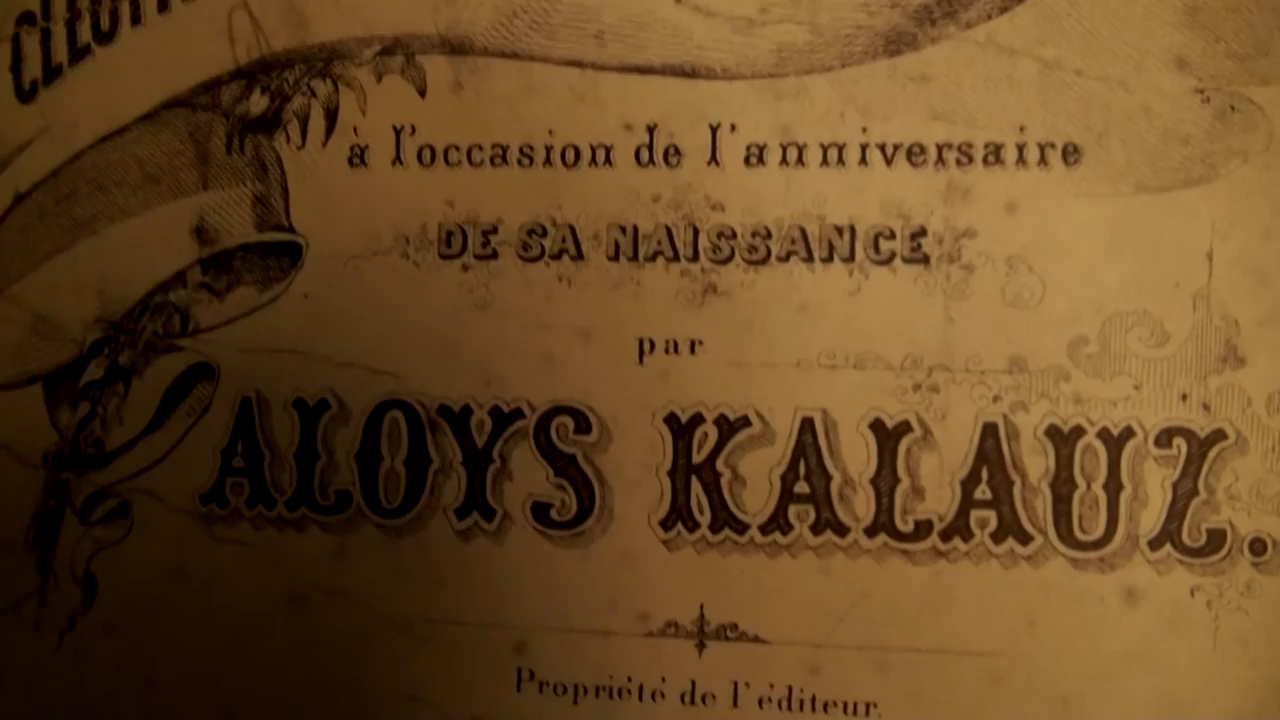 à l'occasion de l'anniversaire
DE SA NAISSANCE
par
ALOYS KALAUZ.
Propriété de l'éditeur.